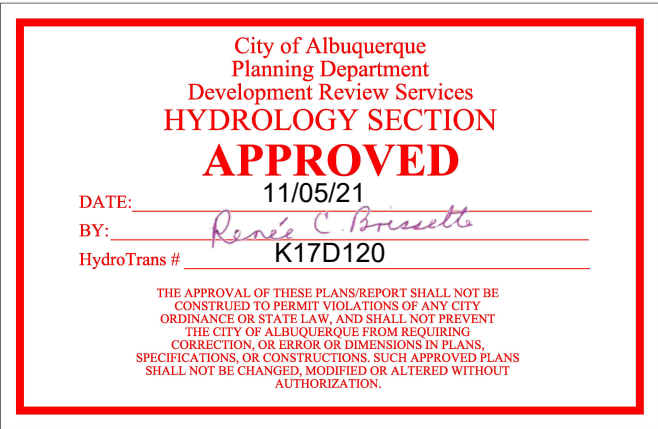 City of Albuquerque
Planning Department
Development Review Services
HYDROLOGY SECTION
APPROVED
DATE: 11/05/21
BY: Renée C. Brissette
HydroTrans # K17D120
THE APPROVAL OF THESE PLANS/REPORT SHALL NOT BE
CONSTRUED TO PERMIT VIOLATIONS OF ANY CITY
ORDINANCE OR STATE LAW, AND SHALL NOT PREVENT
THE CITY OF ALBUQUERQUE FROM REQUIRING
CORRECTION, OR ERROR OR DIMENSIONS IN PLANS,
SPECIFICATIONS, OR CONSTRUCTIONS. SUCH APPROVED PLANS
SHALL NOT BE CHANGED, MODIFIED OR ALTERED WITHOUT
AUTHORIZATION.